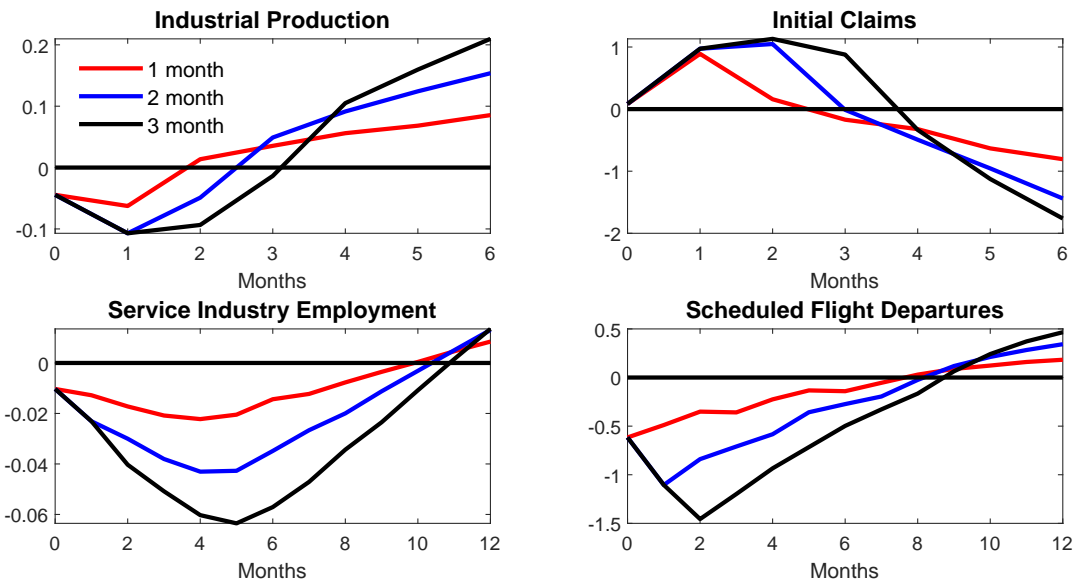 Industrial Production
0.2
0.1
0
-0.1
1 month
2 month
3 month
0 1 2 3 4 5 6
Months
Initial Claims
1
0
-1
-2
0 1 2 3 4 5 6
Months
Service Industry Employment
0
-0.02
-0.04
-0.06
0 2 4 6 8 10 12
Months
Scheduled Flight Departures
0.5
0
-0.5
-1
-1.5
0 2 4 6 8 10 12
Months